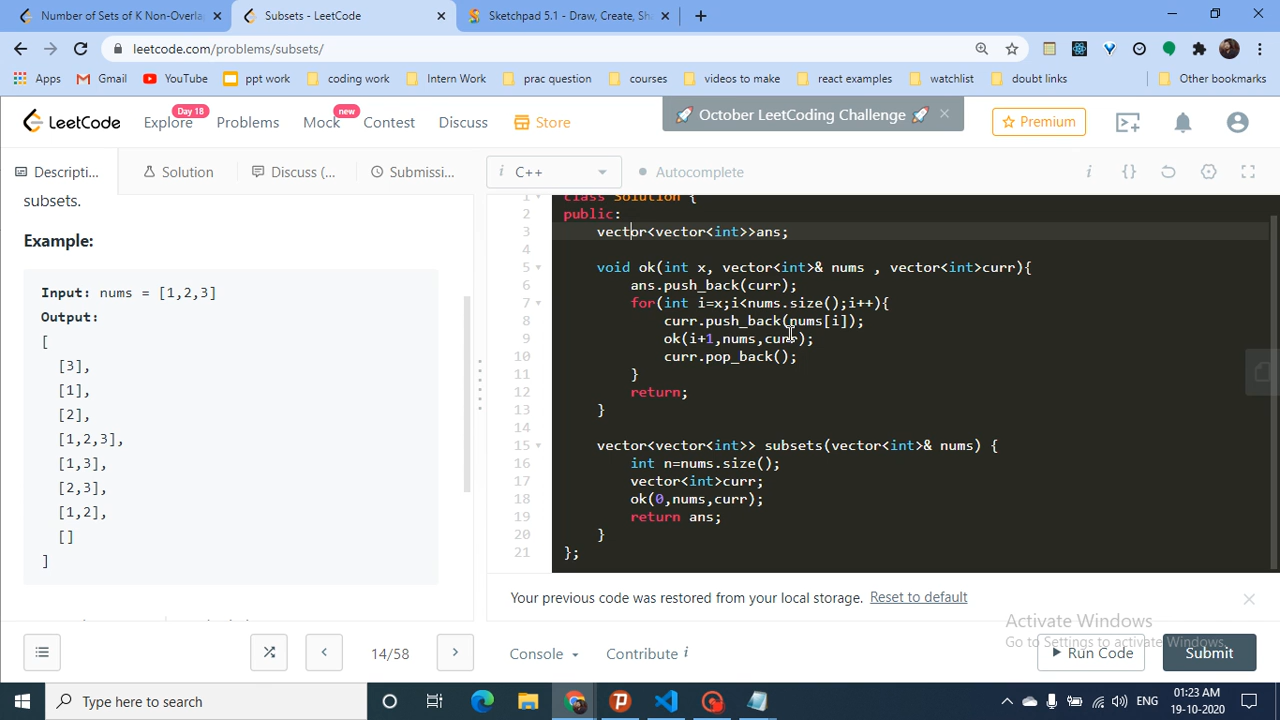 Number of Sets of K Non-Overla
Subsets - LeetCode
Sketchpad 5.1 - Draw, Create, Sh
leetcode.com/problems/subsets/
Apps
Gmail
YouTube
ppt work
coding work
Intern Work
prac question
courses
videos to make
react examples
watchlist
doubt links
Other bookmarks
LeetCode
Explore
Day 18
Problems
Mock
new
Contest
Discuss
Store
October LeetCoding Challenge
Premium
Descripti...
Solution
Discuss (...
Submissi...
i C++
Autocomplete
subsets.
Example:
Input: nums = [1,2,3]
Output:
[
[3],
[1],
[2],
[1,2,3],
[1,3],
[2,3],
[1,2],
[]
]
1 class Solution {
2 public:
3 vector<vector<int>>ans;
4
5 void ok(int x, vector<int>& nums , vector<int>curr){
6 ans.push_back(curr);
7 for(int i=x;i<nums.size();i++){
8 curr.push_back(nums[i]);
9 ok(i+1,nums,curr);
10 curr.pop_back();
11 }
12 return;
13 }
14
15 vector<vector<int>> subsets(vector<int>& nums) {
16 int n=nums.size();
17 vector<int>curr;
18 ok(0,nums,curr);
19 return ans;
20 }
21 };
Your previous code was restored from your local storage. Reset to default
Activate Windows
Go to Settings to activate Windows.
14/58
Console
Contribute i
Run Code
Submit
Type here to search
ENG
01:23 AM
19-10-2020